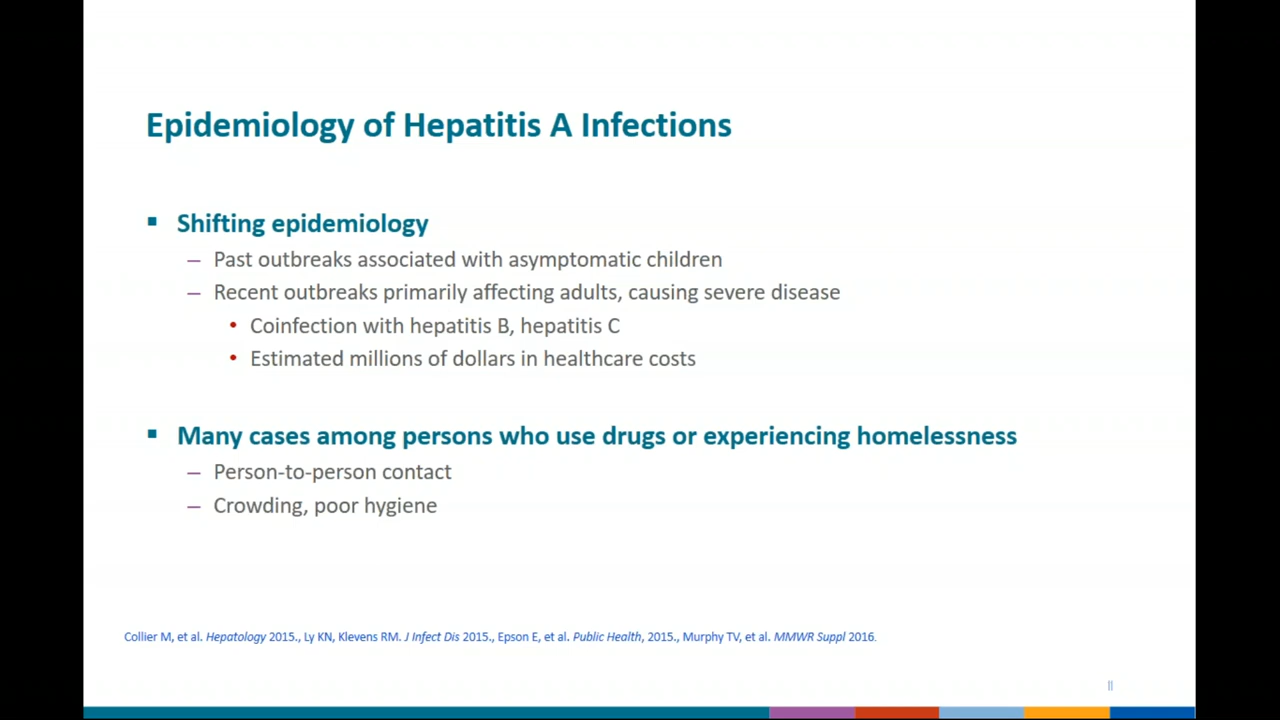 Epidemiology of Hepatitis A Infections
▪ Shifting epidemiology
– Past outbreaks associated with asymptomatic children
– Recent outbreaks primarily affecting adults, causing severe disease
• Coinfection with hepatitis B, hepatitis C
• Estimated millions of dollars in healthcare costs
▪ Many cases among persons who use drugs or experiencing homelessness
– Person-to-person contact
– Crowding, poor hygiene
Collier M, et al. Hepatology 2015., Ly KN, Klevens RM. J Infect Dis 2015., Epson E, et al. Public Health, 2015., Murphy TV, et al. MMWR Suppl 2016.